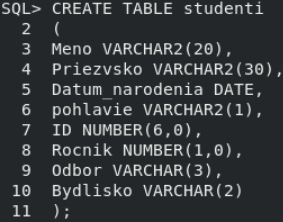 SQL> CREATE TABLE studenti
2 (
3 Meno VARCHAR2(20),
4 Priezvsko VARCHAR2(30),
5 Datum_narodenia DATE,
6 pohlavie VARCHAR2(1),
7 ID NUMBER(6,0),
8 Rocnik NUMBER(1,0),
9 Odbor VARCHAR(3),
10 Bydlisko VARCHAR(2)
11 );